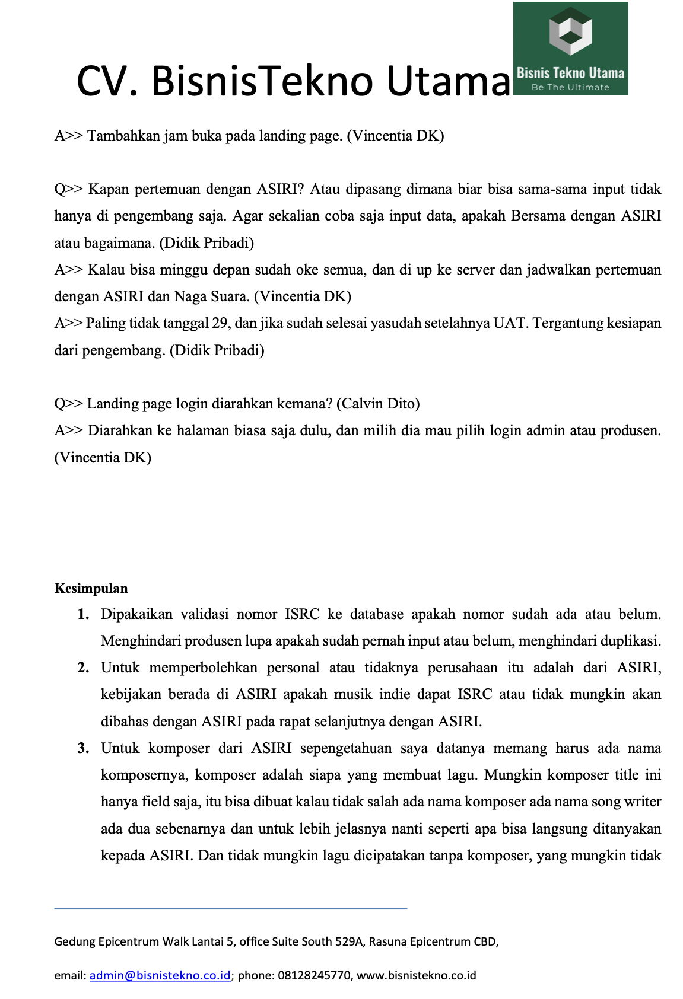 CV. BisnisTekno Utama
Bisnis Tekno Utama
Be The Ultimate
A>> Tambahkan jam buka pada landing page. (Vincentia DK)
Q>> Kapan pertemuan dengan ASIRI? Atau dipasang dimana biar bisa sama-sama input tidak
hanya di pengembang saja. Agar sekalian coba saja input data, apakah Bersama dengan ASIRI
atau bagaimana. (Didik Pribadi)
A>> Kalau bisa minggu depan sudah oke semua, dan di up ke server dan jadwalkan pertemuan
dengan ASIRI dan Naga Suara. (Vincentia DK)
A>> Paling tidak tanggal 29, dan jika sudah selesai yasudah setelahnya UAT. Tergantung kesiapan
dari pengembang. (Didik Pribadi)
Q>> Landing page login diarahkan kemana? (Calvin Dito)
A>> Diarahkan ke halaman biasa saja dulu, dan milih dia mau pilih login admin atau produsen.
(Vincentia DK)
Kesimpulan
1. Dipakaikan validasi nomor ISRC ke database apakah nomor sudah ada atau belum.
Menghindari produsen lupa apakah sudah pernah input atau belum, menghindari duplikasi.
2. Untuk memperbolehkan personal atau tidaknya perusahaan itu adalah dari ASIRI,
kebijakan berada di ASIRI apakah musik indie dapat ISRC atau tidak mungkin akan
dibahas dengan ASIRI pada rapat selanjutnya dengan ASIRI.
3. Untuk komposer dari ASIRI sepengetahuan saya datanya memang harus ada nama
komposernya, komposer adalah siapa yang membuat lagu. Mungkin komposer title ini
hanya field saja, itu bisa dibuat kalau tidak salah ada nama komposer ada nama song writer
ada dua sebenarnya dan untuk lebih jelasnya nanti seperti apa bisa langsung ditanyakan
kepada ASIRI. Dan tidak mungkin lagu dicipatakan tanpa komposer, yang mungkin tidak
Gedung Epicentrum Walk Lantai 5, office Suite South 529A, Rasuna Epicentrum CBD,
email: admin@bisnistekno.co.id; phone: 08128245770, www.bisnistekno.co.id